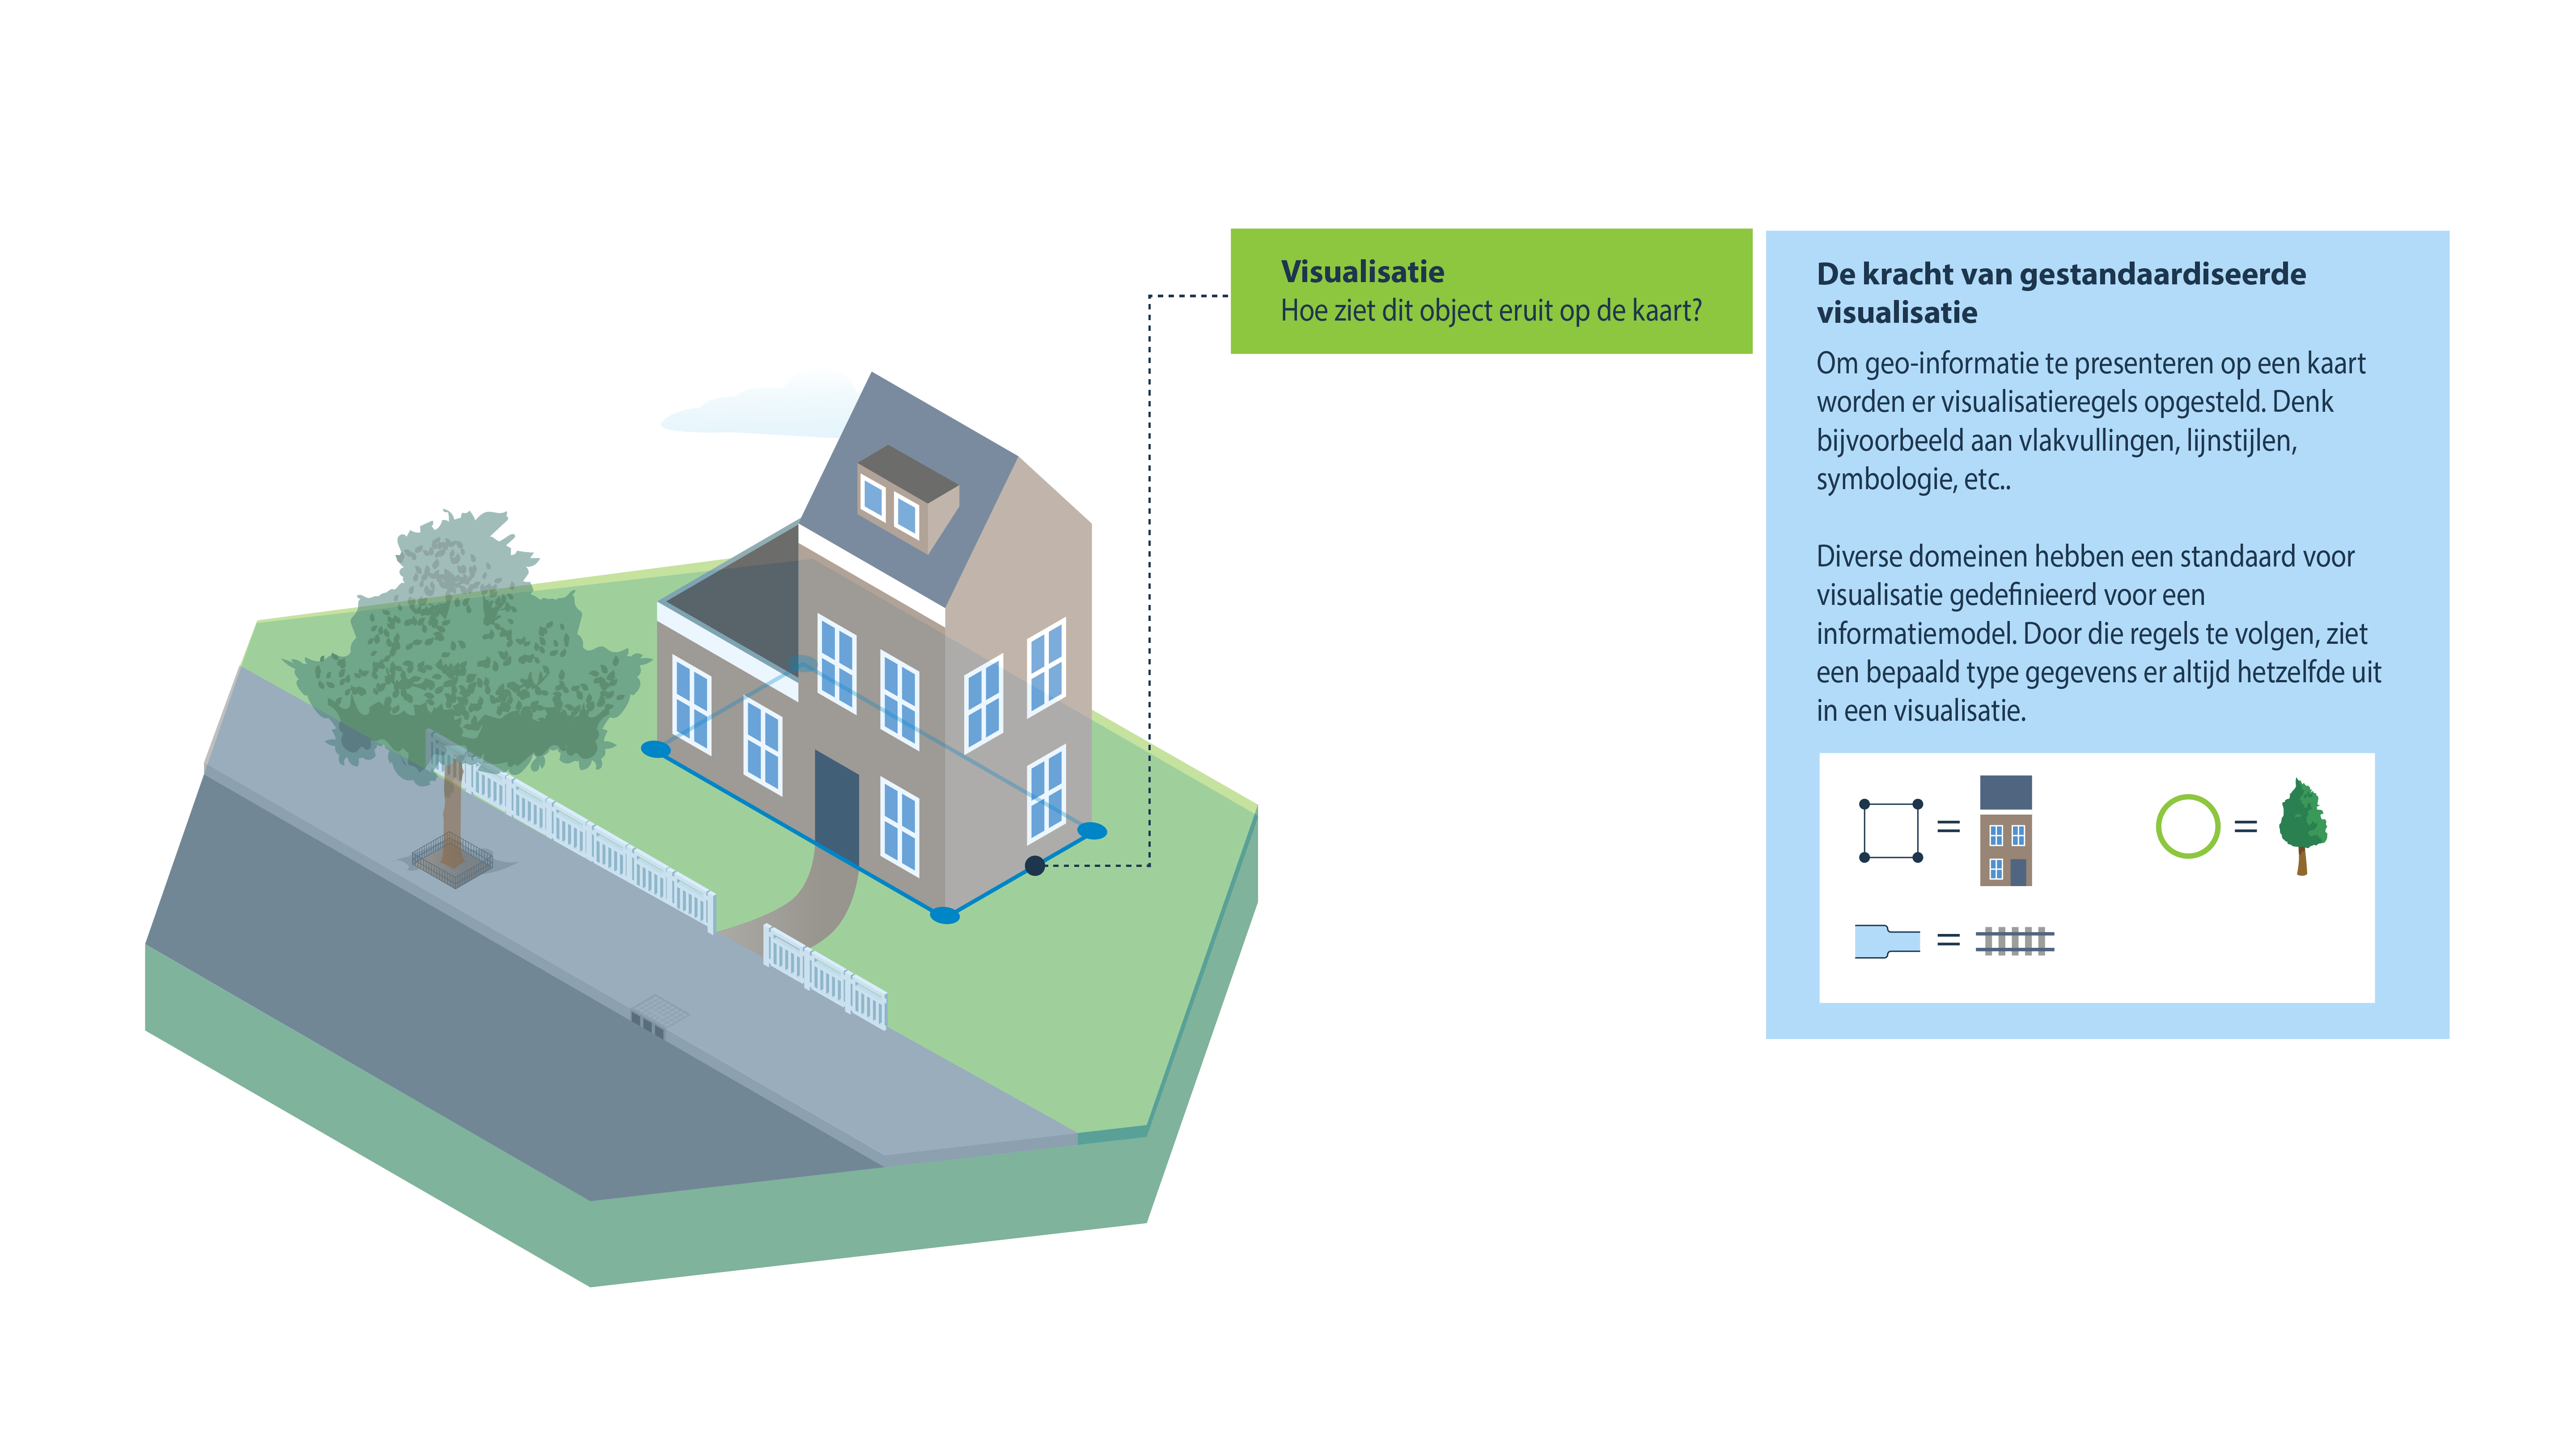 Visualisatie
Hoe ziet dit object eruit op de kaart?
De kracht van gestandaardiseerde
visualisatie
Om geo-informatie te presenteren op een kaart
worden er visualisatieregels opgesteld. Denk
bijvoorbeeld aan vlakvullingen, lijnstijlen,
symbologie, etc..
Diverse domeinen hebben een standaard voor
visualisatie gedefinieerd voor een
informatiemodel. Door die regels te volgen, ziet
een bepaald type gegevens er altijd hetzelfde uit
in een visualisatie.
= =
=